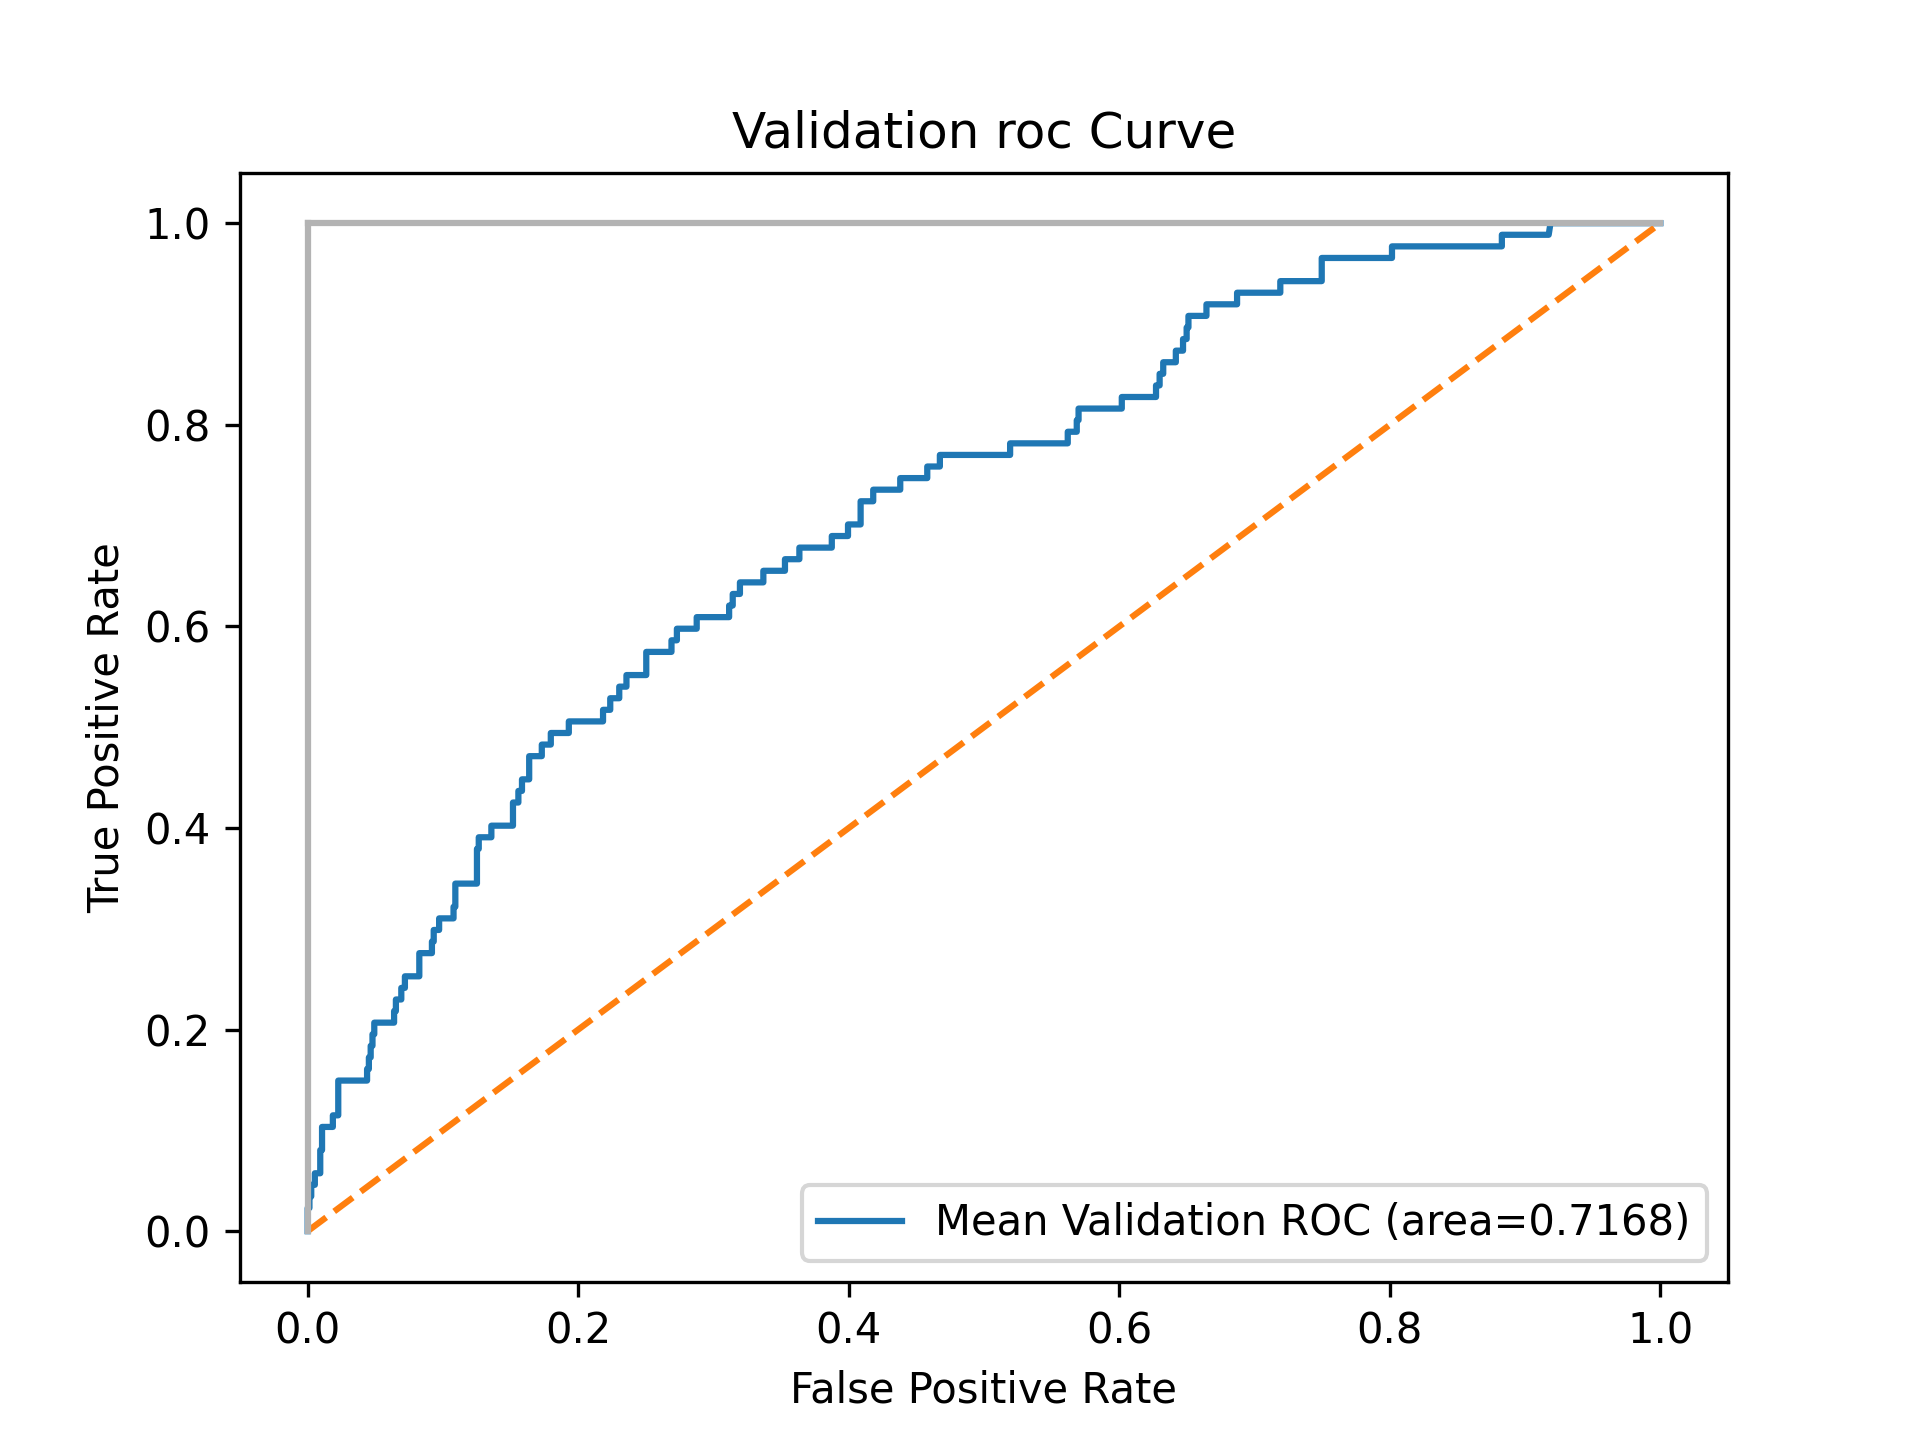 Validation roc Curve
1.0
0.8
0.6
0.4
0.2
0.0
True Positive Rate
Mean Validation ROC (area=0.7168)
0.0 0.2 0.4 0.6 0.8 1.0
False Positive Rate